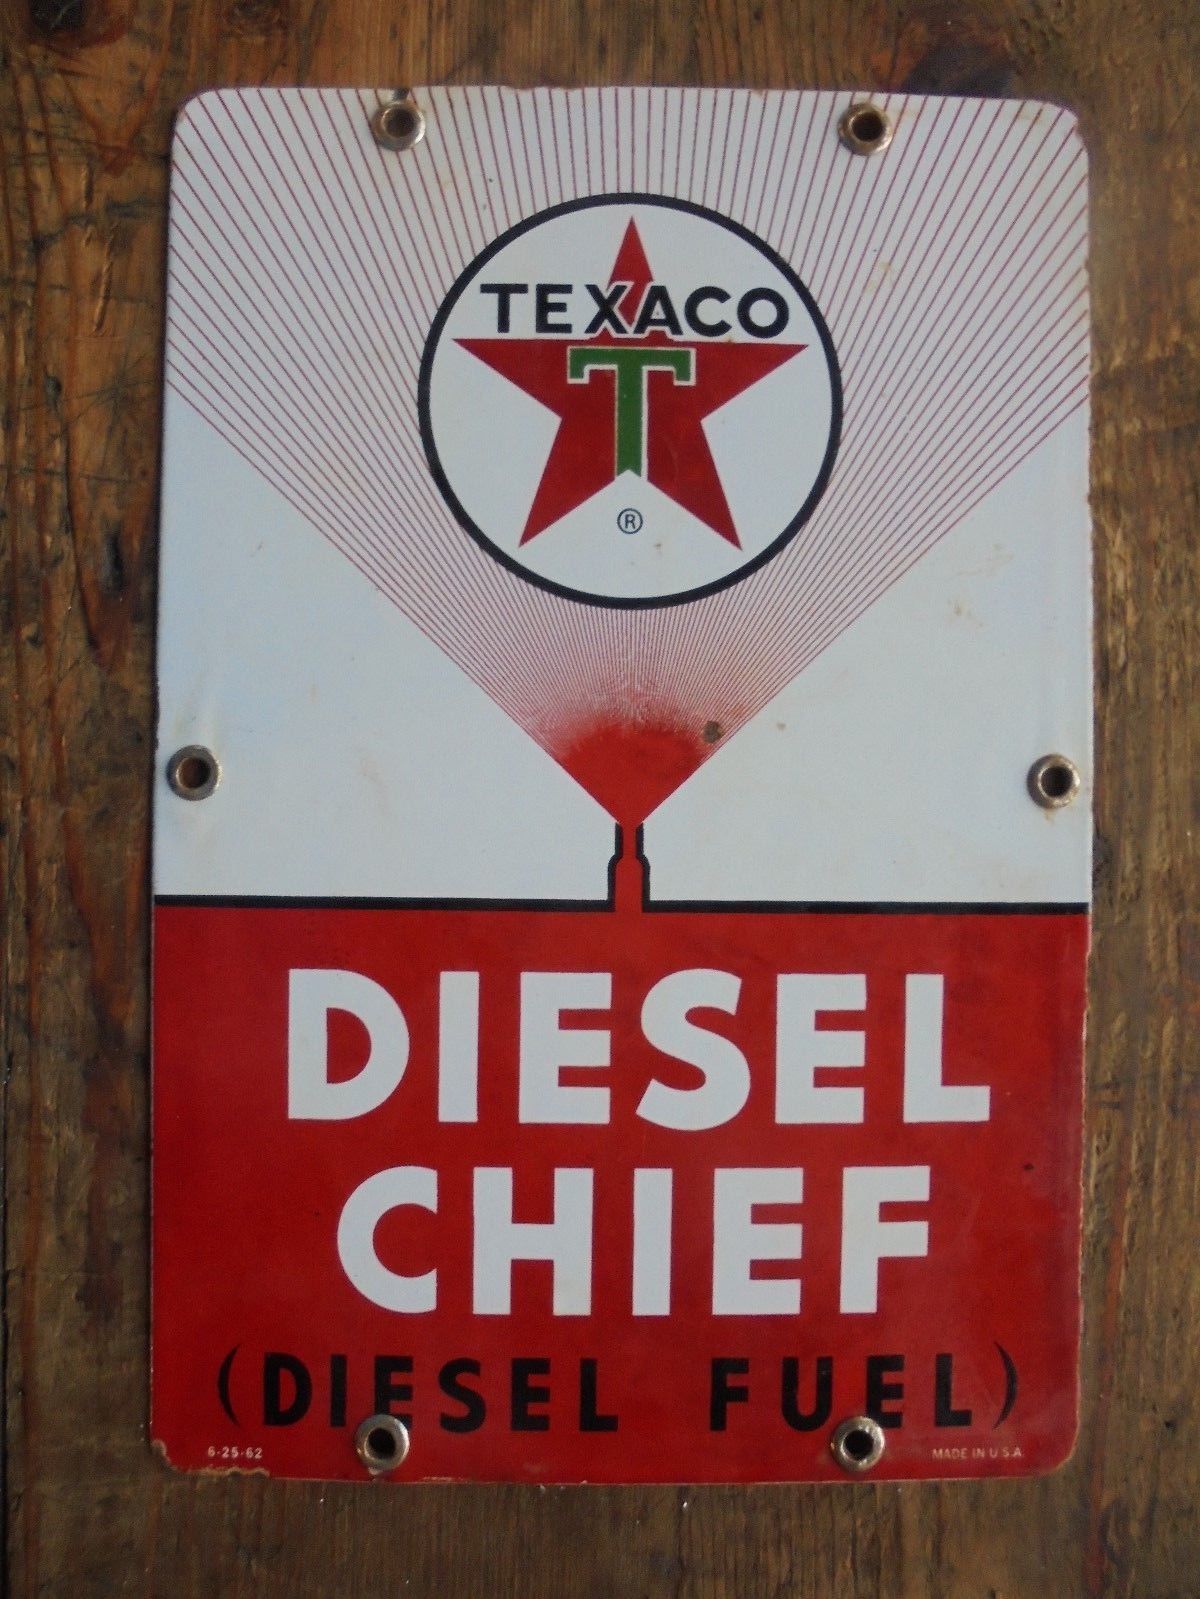 TEXACO
T
®
DIESEL
CHIEF
(DIESEL FUEL)
6-25-62
MADE IN U.S.A.